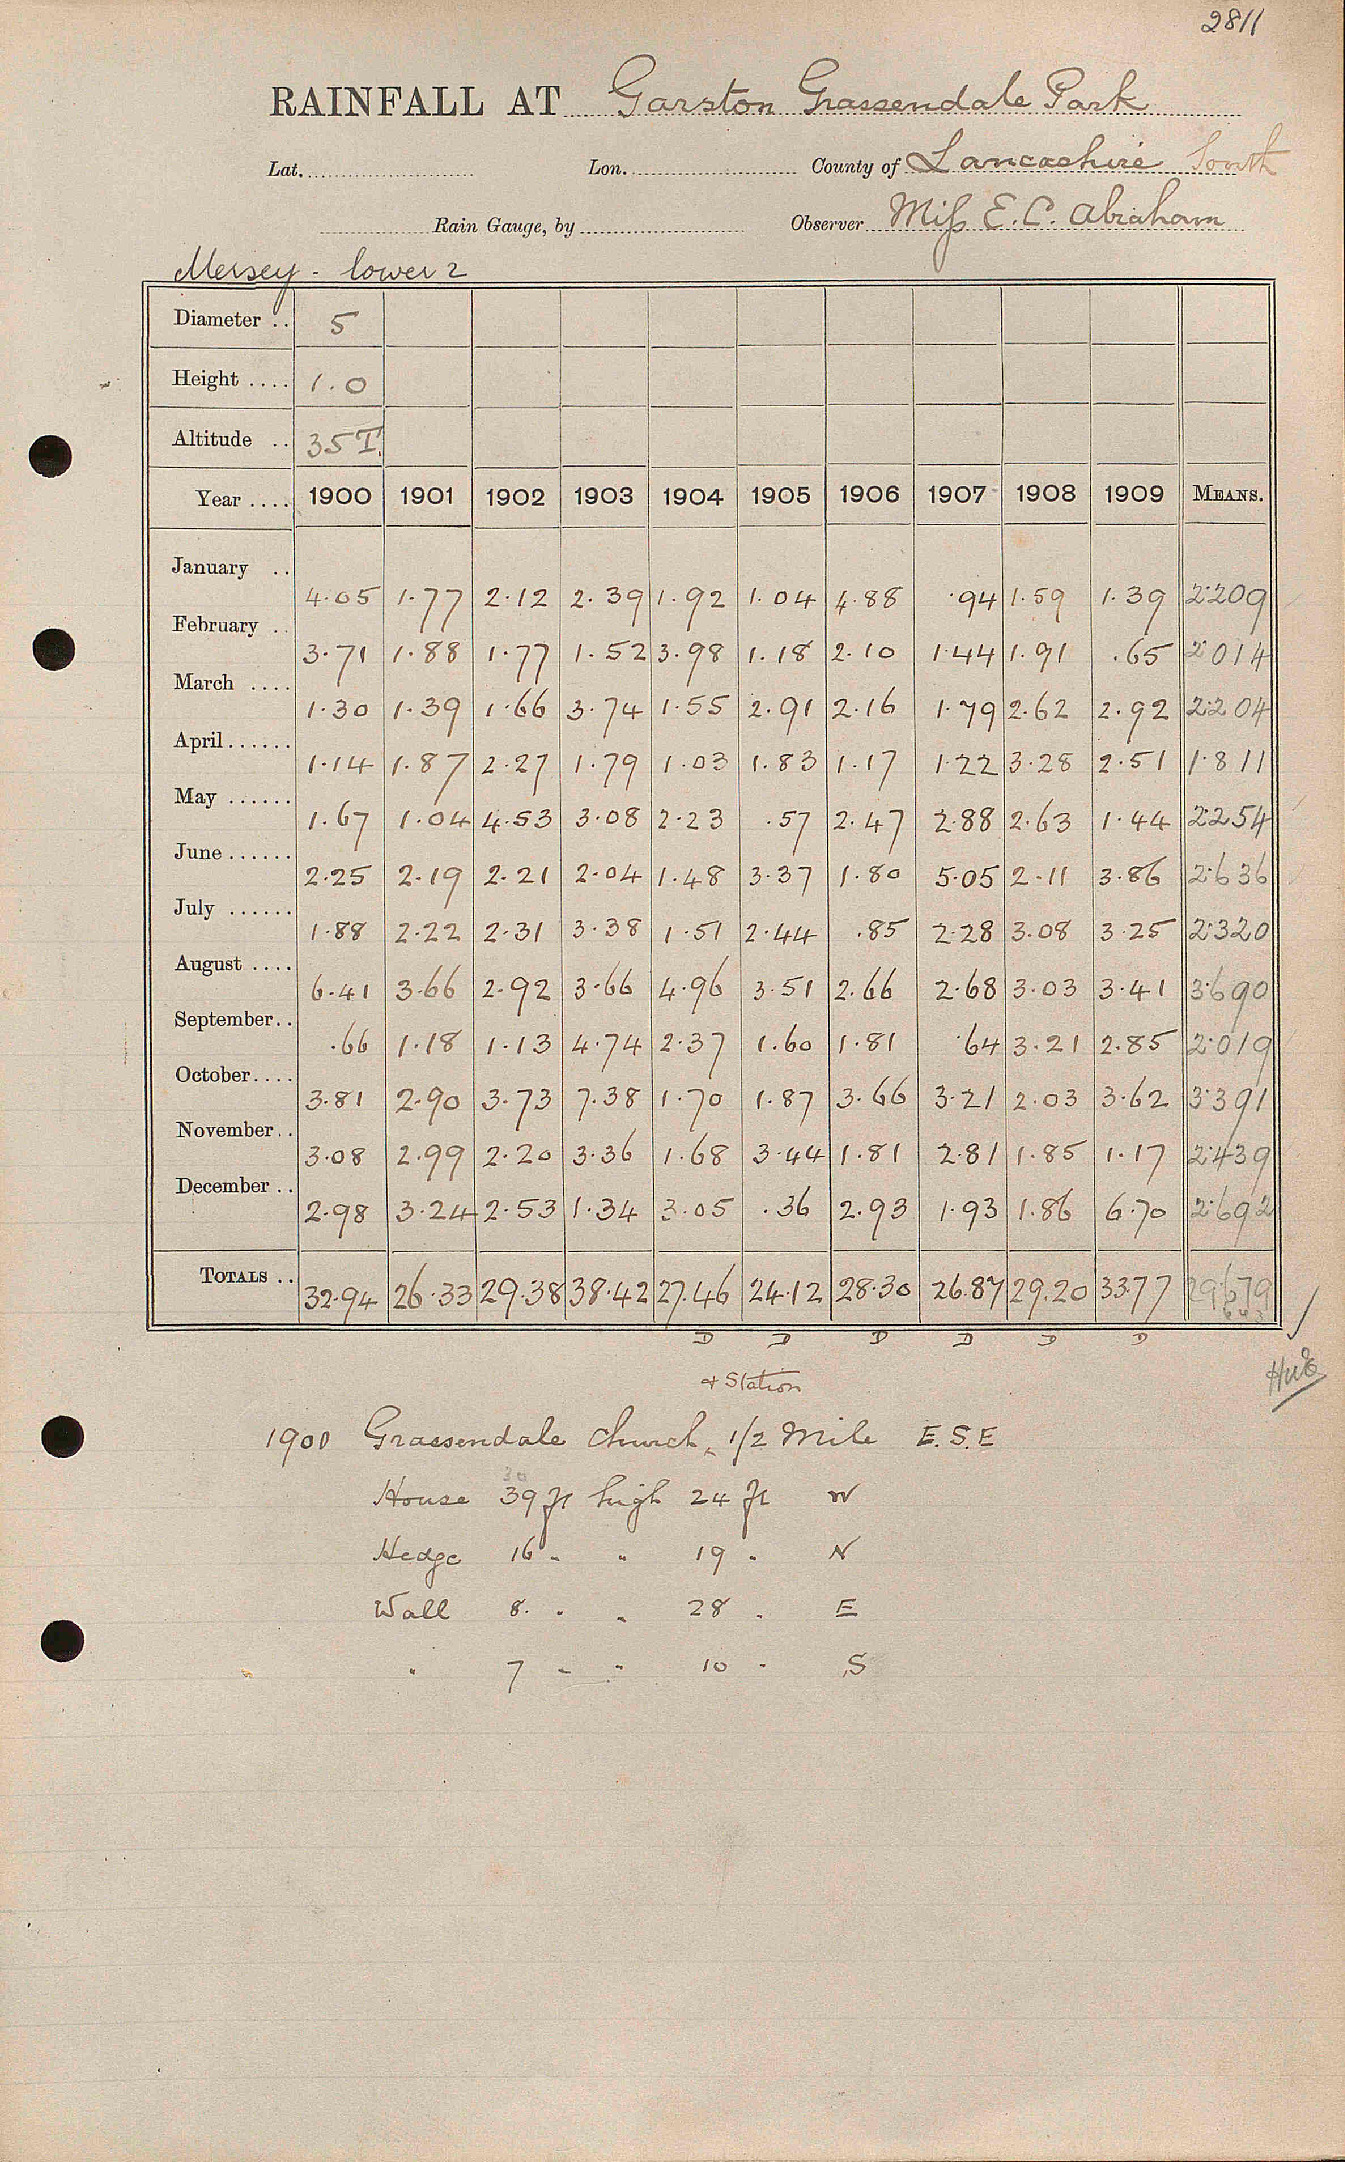 2811
RAINFALL AT Garston Grassendale Park
Lat. Lon. County of Lancashire South
Rain Gauge, by Observer Miss E. C. Abraham
Mersey - lower 2
Diameter .. 5
Height .... 1.0
Altitude .. 35 T.
Year .... 1900 1901 1902 1903 1904 1905 1906 1907 1908 1909 MEANS.
January .. 4.05 1.77 2.12 2.39 1.92 1.04 4.88 .94 1.59 1.39 2.209
February .. 3.71 1.88 1.77 1.52 3.98 1.18 2.10 1.44 1.91 .65 2.014
March .... 1.30 1.39 1.66 3.74 1.55 2.91 2.16 1.79 2.62 2.92 2.204
April...... 1.14 1.87 2.27 1.79 1.03 1.83 1.17 1.22 3.28 2.51 1.811
May ...... 1.67 1.04 4.53 3.08 2.23 .57 2.47 2.88 2.63 1.44 2.254
June...... 2.25 2.19 2.21 2.04 1.48 3.37 1.80 5.05 2.11 3.86 2.636
July ...... 1.88 2.22 2.31 3.38 1.51 2.44 .85 2.28 3.08 3.25 2.320
August .... 6.41 3.66 2.92 3.66 4.96 3.51 2.66 2.68 3.03 3.41 3.690
September.. .66 1.18 1.13 4.74 2.37 1.60 1.81 .64 3.21 2.85 2.019
October.... 3.81 2.90 3.73 7.38 1.70 1.87 3.66 3.21 2.03 3.62 3.391
November.. 3.08 2.99 2.20 3.36 1.68 3.44 1.81 2.81 1.85 1.17 2.439
December .. 2.98 3.24 2.53 1.34 3.05 .36 2.93 1.93 1.86 6.70 2.692
TOTALS .. 32.94 26.33 29.38 38.42 27.46 24.12 28.30 26.87 29.20 33.77 29.679
D D D D D D
+ Station
1900 Grassendale Church, 1/2 Mile E.S.E
30
House 39 ft high 24 ft W
Hedge 16 " " 19 " N
Wall 8. " " 28 " E
" 7 " " 10 " S